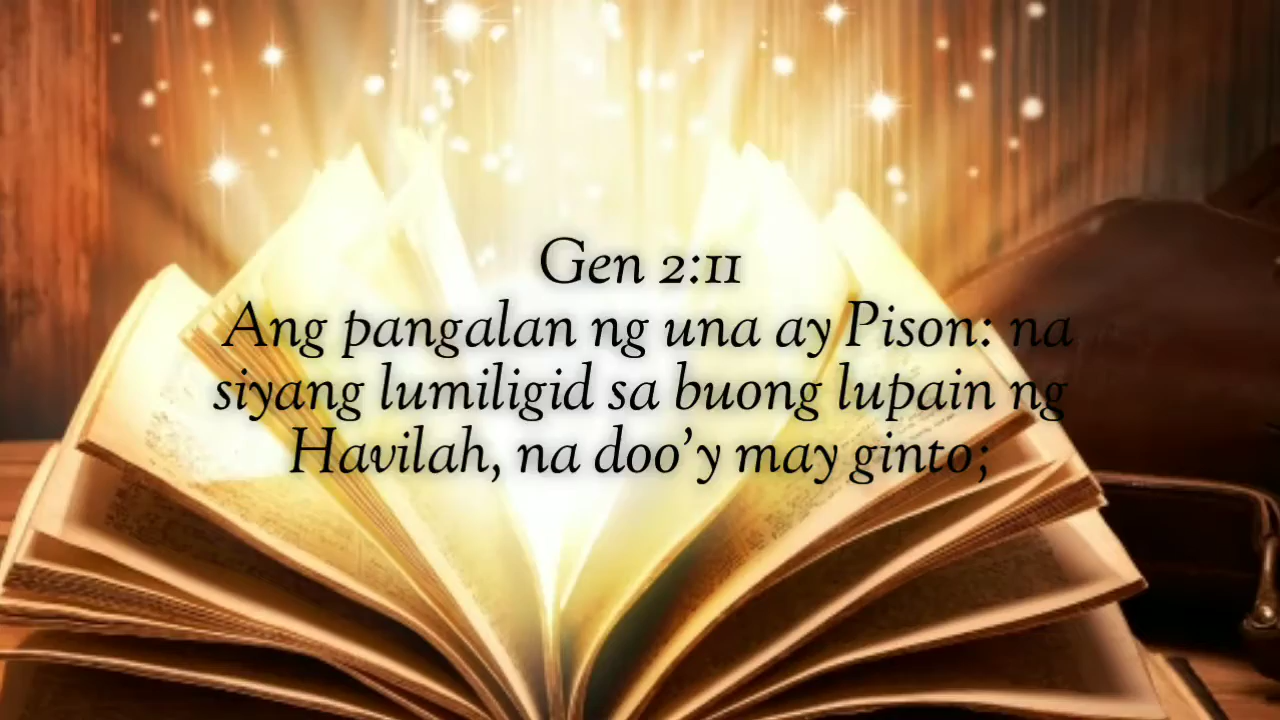 Gen 2:11
Ang pangalan ng una ay Pison: na
siyang lumiligid sa buong lupain ng
Havilah, na doo’y may ginto;